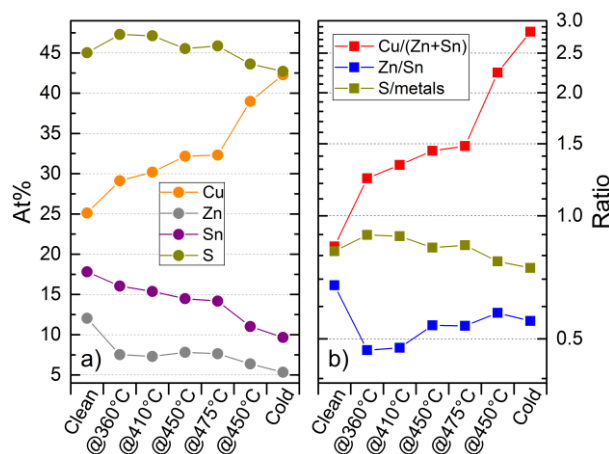 At%
45
40
35
30
25
20
15
10
5
Cu
Zn
Sn
S
a)
Clean
@360°C
@410°C
@450°C
@475°C
@450°C
Cold
b)
Cu/(Zn+Sn)
Zn/Sn
S/metals
3.0
2.5
2.0
1.5
1.0
0.5
Ratio
Clean
@360°C
@410°C
@450°C
@475°C
@450°C
Cold